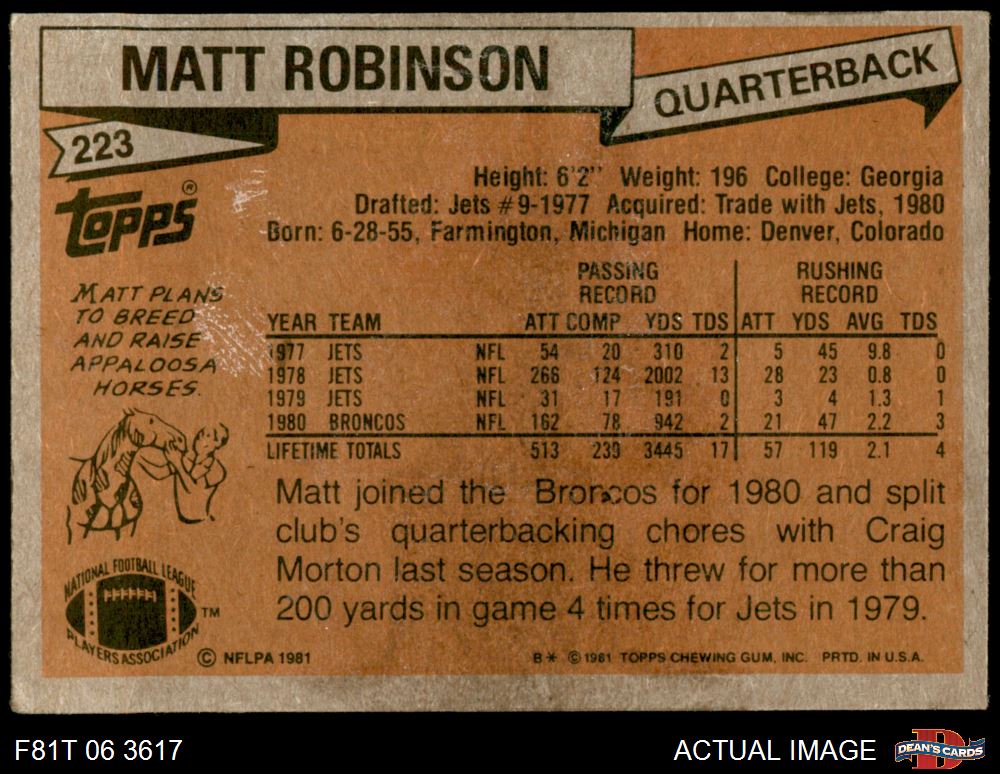 MATT ROBINSON
QUARTERBACK
223
TOPPS®
Height: 6'2" Weight: 196 College: Georgia
Drafted: Jets #9-1977 Acquired: Trade with Jets, 1980
Born: 6-28-55, Farmington, Michigan Home: Denver, Colorado
MATT PLANS
TO BREED
AND RAISE
APPALOOSA
HORSES.
PASSING RUSHING
RECORD RECORD
YEAR TEAM ATT COMP YDS TDS ATT YDS AVG TDS
1977 JETS NFL 54 20 310 2 5 45 9.8 0
1978 JETS NFL 266 124 2002 13 28 23 0.8 0
1979 JETS NFL 31 17 191 0 3 4 1.3 1
1980 BRONCOS NFL 162 78 942 2 21 47 2.2 3
LIFETIME TOTALS 513 239 3445 17 57 119 2.1 4
Matt joined the Broncos for 1980 and split
club's quarterbacking chores with Craig
Morton last season. He threw for more than
200 yards in game 4 times for Jets in 1979.
NATIONAL FOOTBALL LEAGUE
PLAYERS ASSOCIATION
TM
© NFLPA 1981
B* © 1981 TOPPS CHEWING GUM, INC. PRTD. IN U.S.A.
F81T 06 3617
ACTUAL IMAGE
D
DEAN'S CARDS